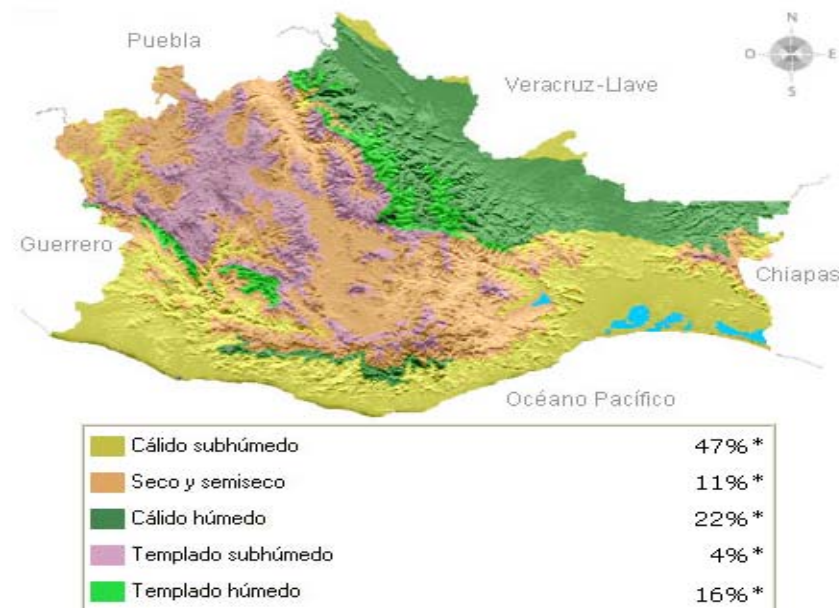 Puebla
N
O E
S
Veracruz-Llave
Guerrero
Chiapas
Océano Pacífico
Cálido subhúmedo 47%*
Seco y semiseco 11%*
Cálido húmedo 22%*
Templado subhúmedo 4%*
Templado húmedo 16%*